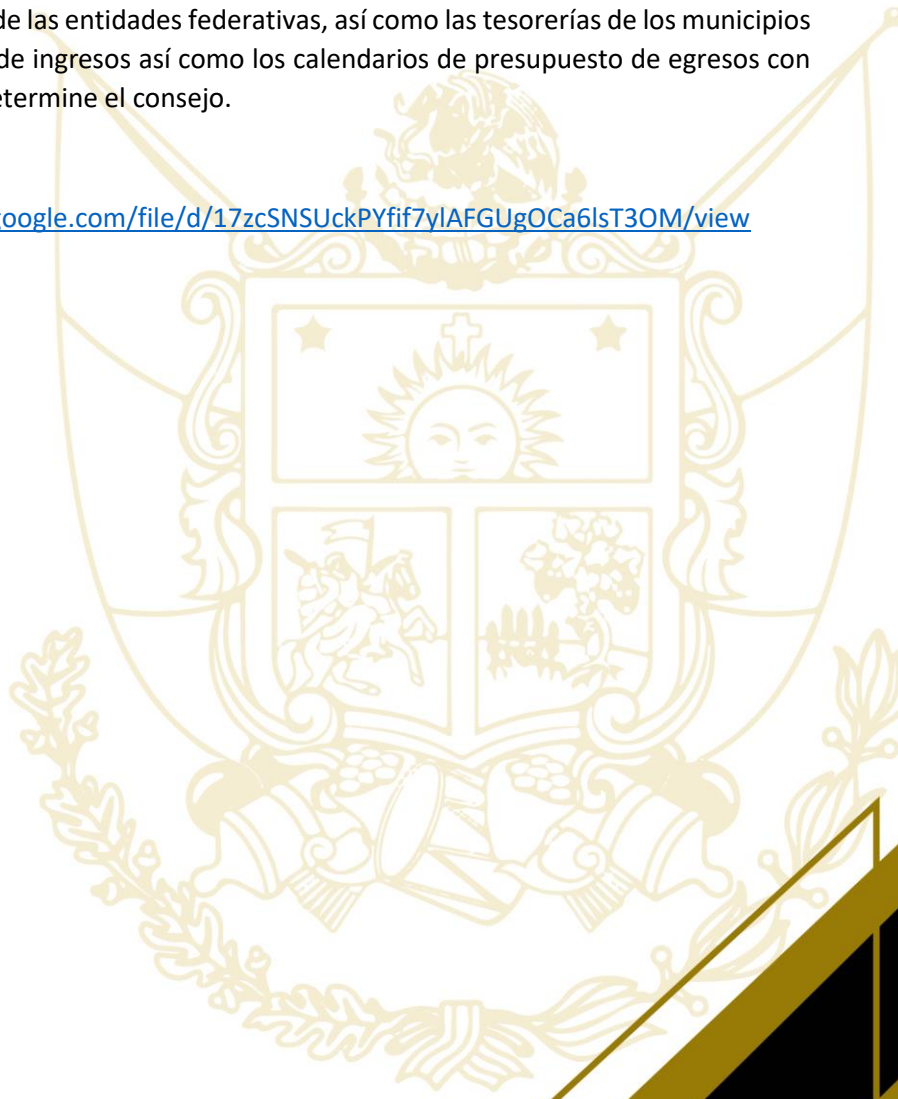 de las entidades federativas, así como las tesorerías de los municipios
de ingresos así como los calendarios de presupuesto de egresos con
etermine el consejo.
google.com/file/d/17zcSNSUckPYfif7ylAFGUgOCa6lsT3OM/view